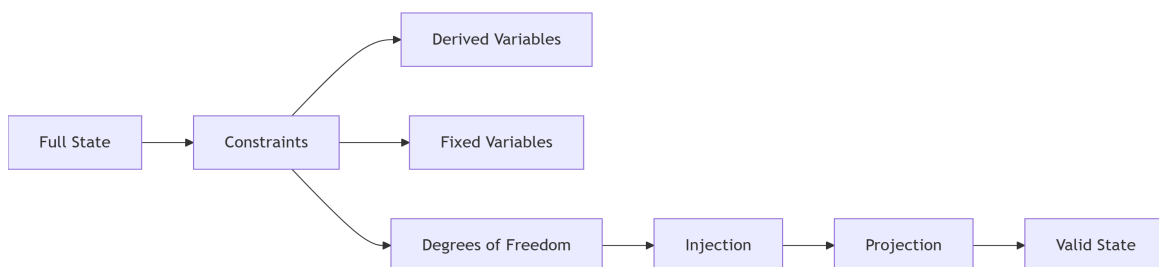 Derived Variables
Full State
Constraints
Fixed Variables
Degrees of Freedom
Injection
Projection
Valid State